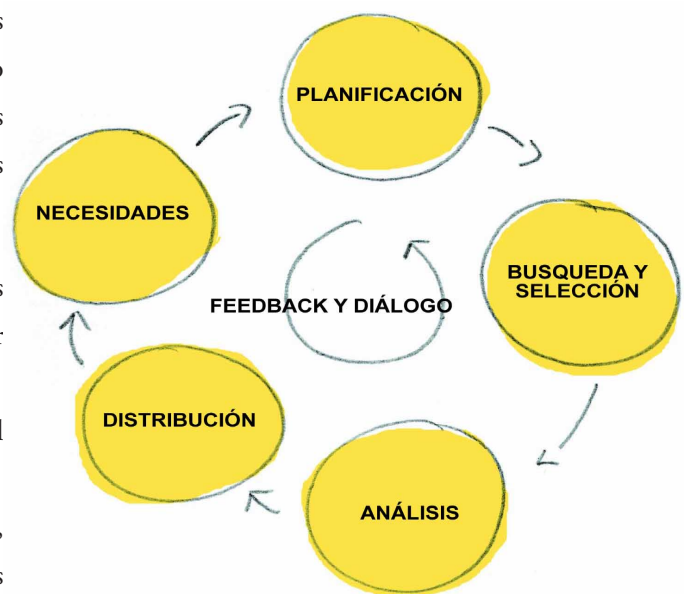 PLANIFICACIÓN
NECESIDADES
BUSQUEDA Y
SELECCIÓN
FEEDBACK Y DIÁLOGO
DISTRIBUCIÓN
ANÁLISIS